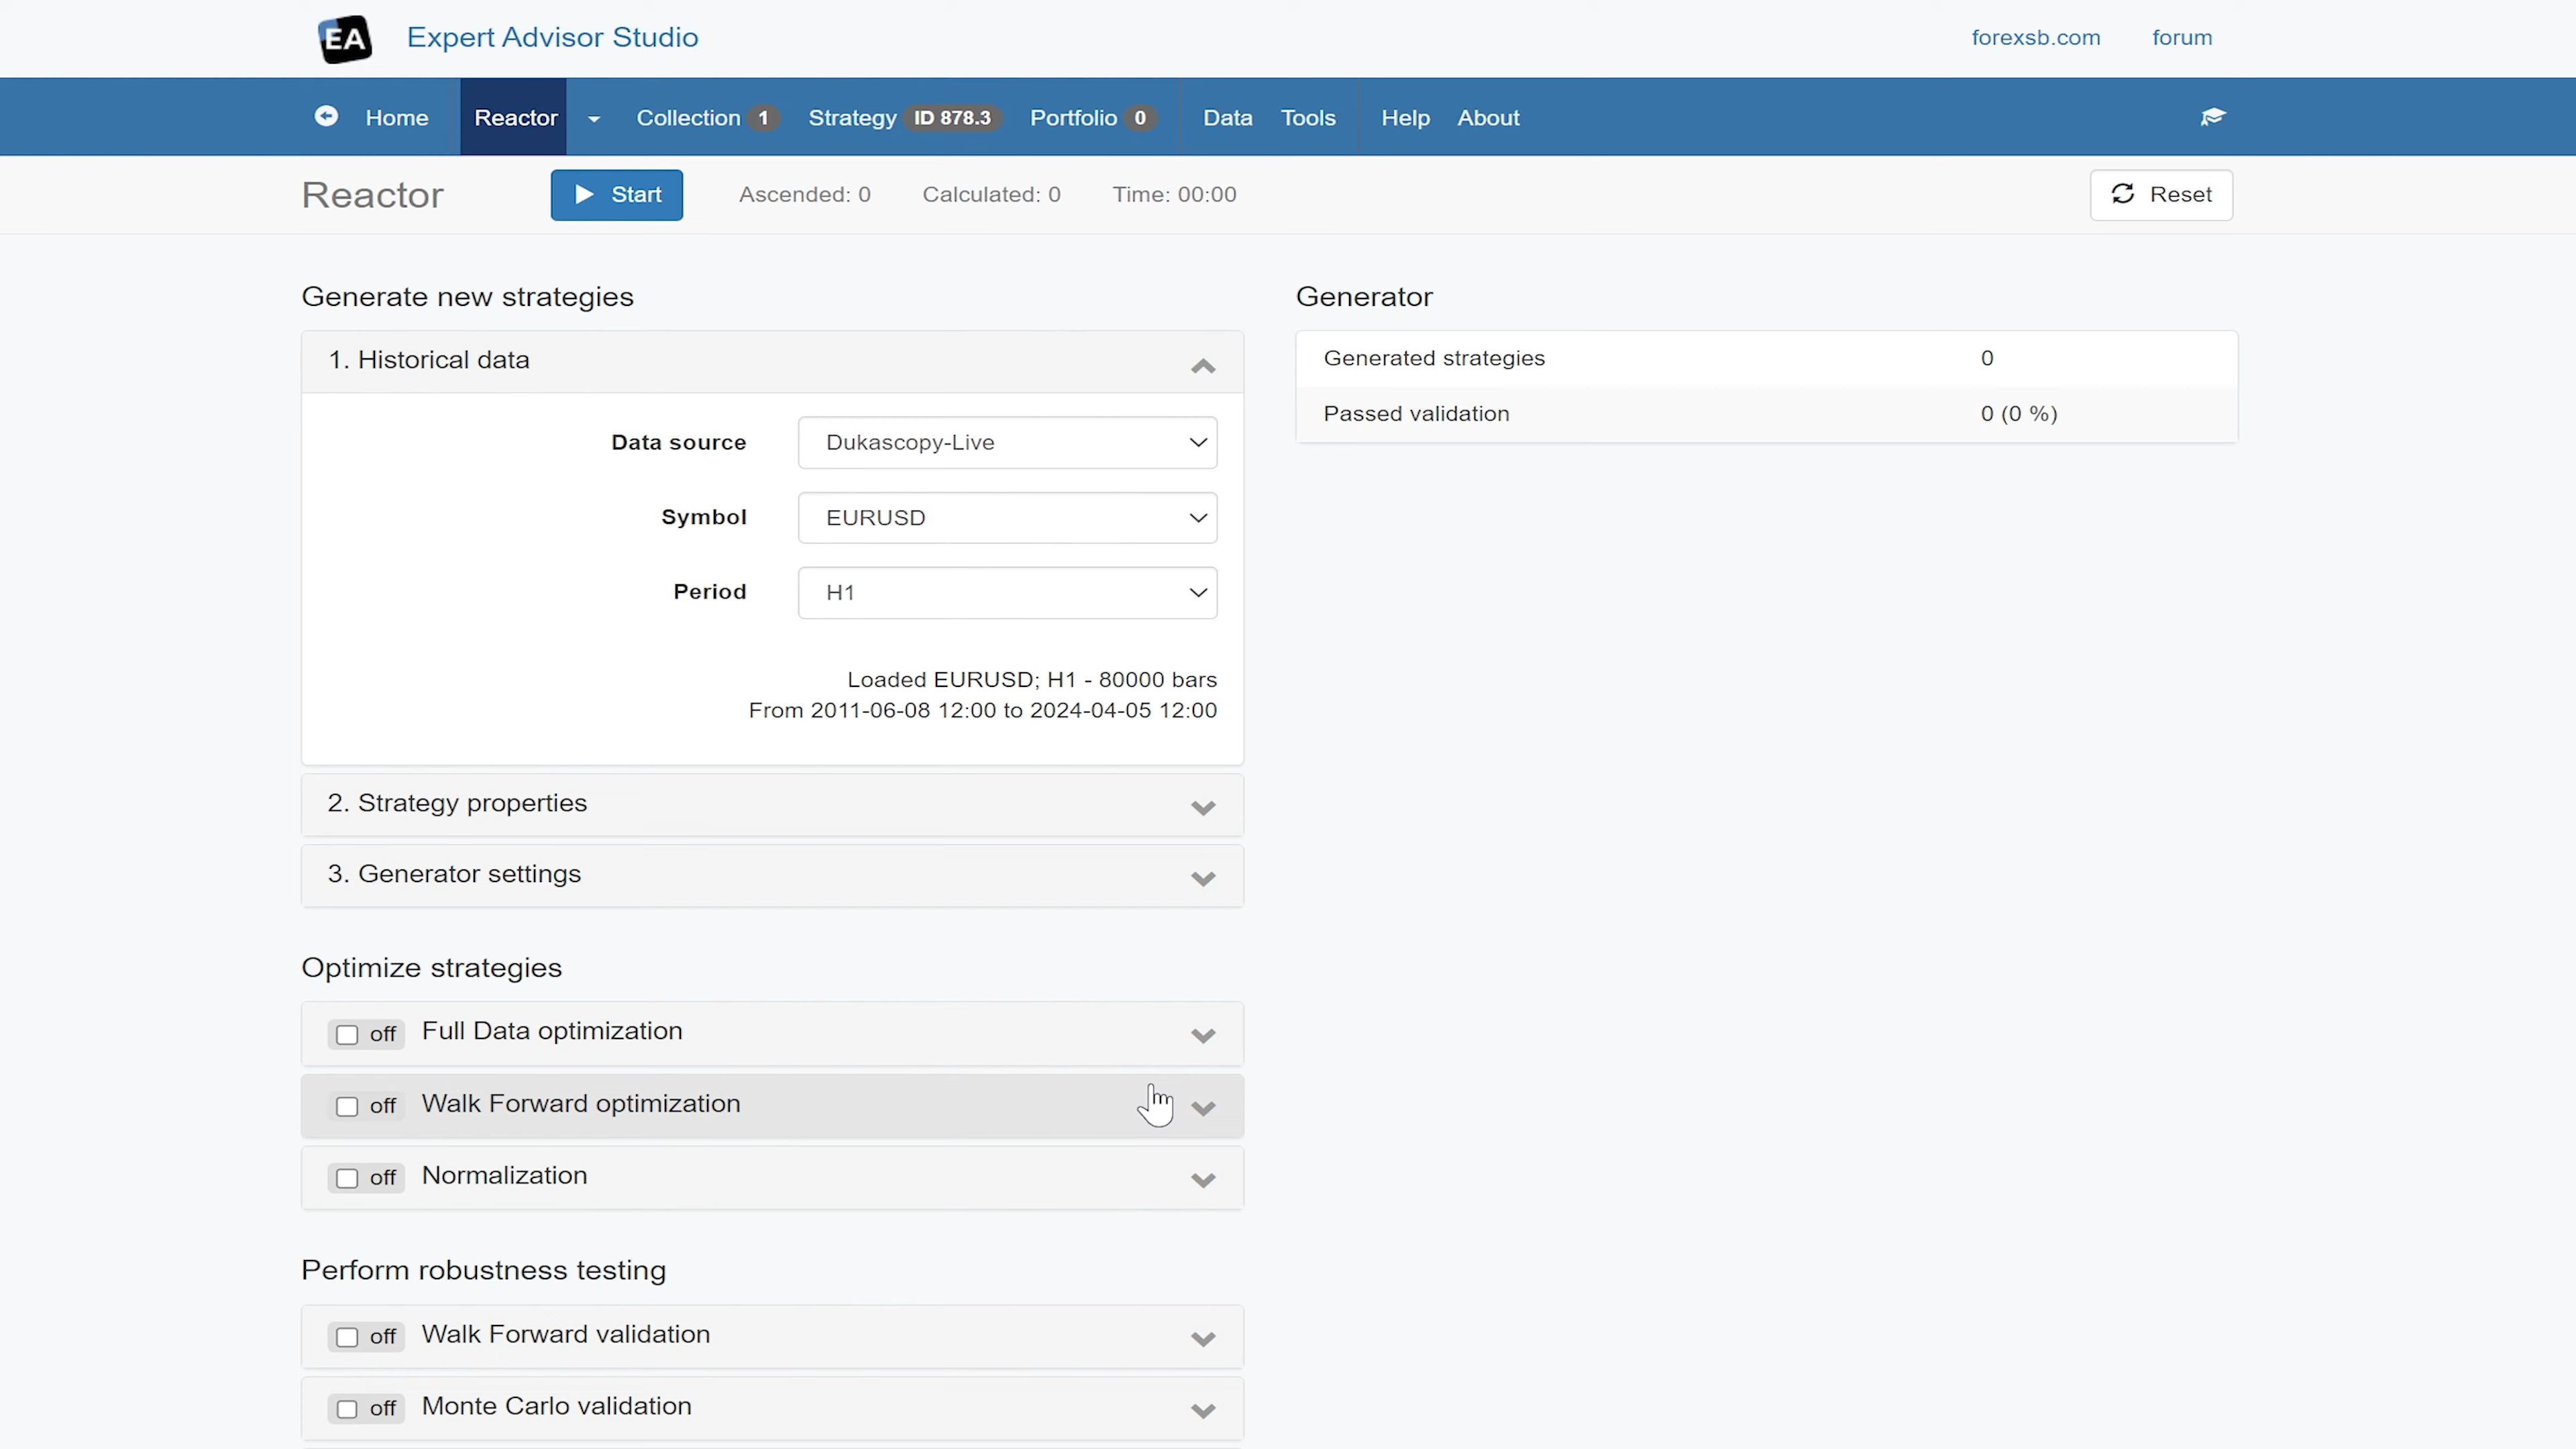 EA Expert Advisor Studio forexsb.com forum
Home Reactor Collection 1 Strategy ID 878.3 Portfolio 0 Data Tools Help About
Reactor Start Ascended: 0 Calculated: 0 Time: 00:00 Reset
Generate new strategies
1. Historical data
Data source Dukascopy-Live
Symbol EURUSD
Period H1
Loaded EURUSD; H1 - 80000 bars
From 2011-06-08 12:00 to 2024-04-05 12:00
2. Strategy properties
3. Generator settings
Optimize strategies
off Full Data optimization
off Walk Forward optimization
off Normalization
Perform robustness testing
off Walk Forward validation
off Monte Carlo validation
Generator
Generated strategies 0
Passed validation 0 (0 %)